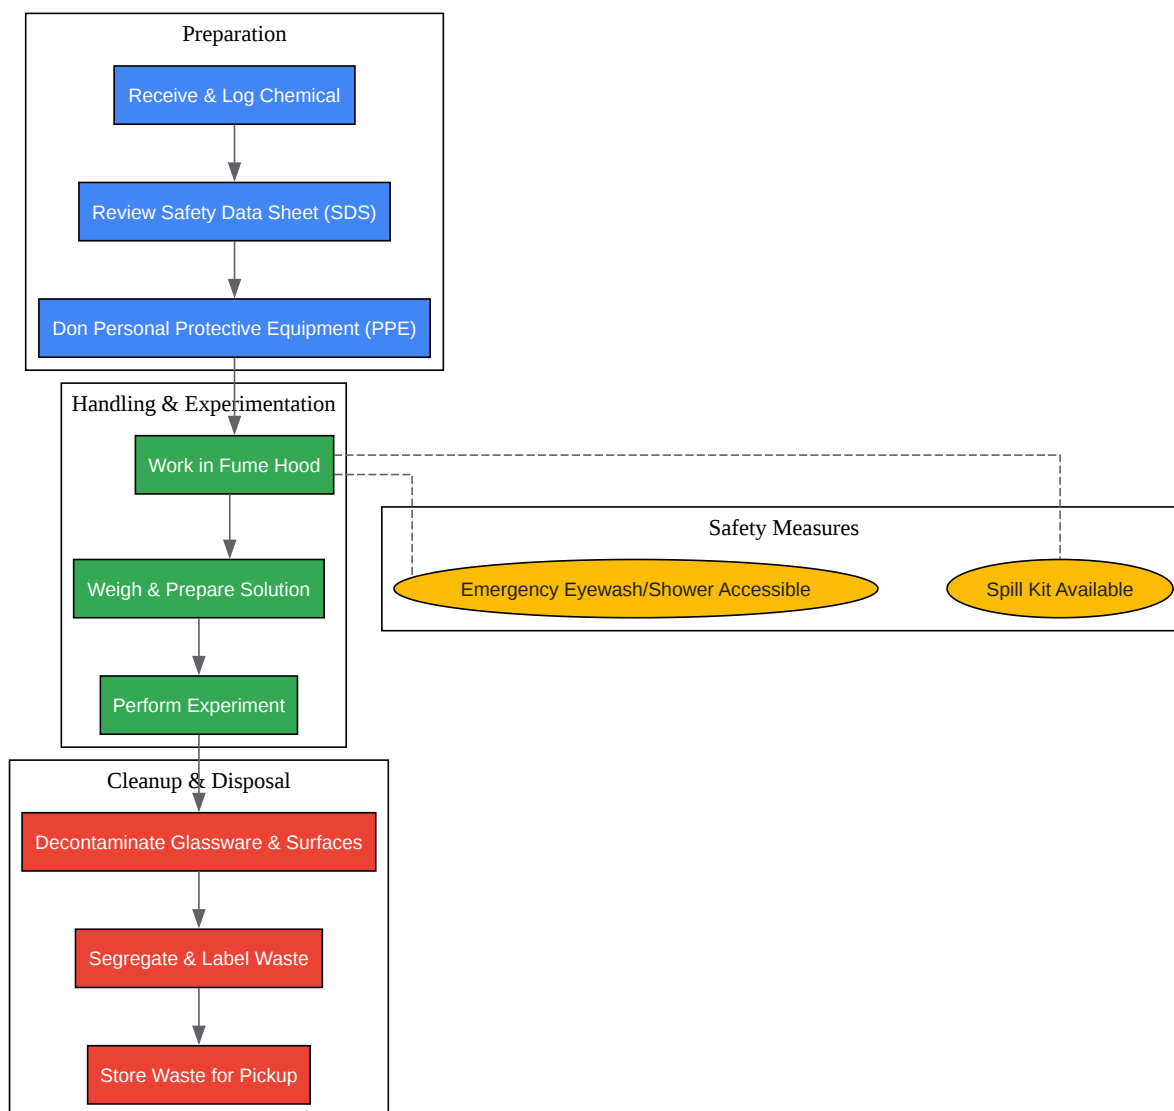 Preparation
Receive & Log Chemical
Review Safety Data Sheet (SDS)
Don Personal Protective Equipment (PPE)
Handling & Experimentation
Work in Fume Hood
Safety Measures
Weigh & Prepare Solution
Emergency Eyewash/Shower Accessible
Spill Kit Available
Perform Experiment
Cleanup & Disposal
Decontaminate Glassware & Surfaces
Segregate & Label Waste
Store Waste for Pickup